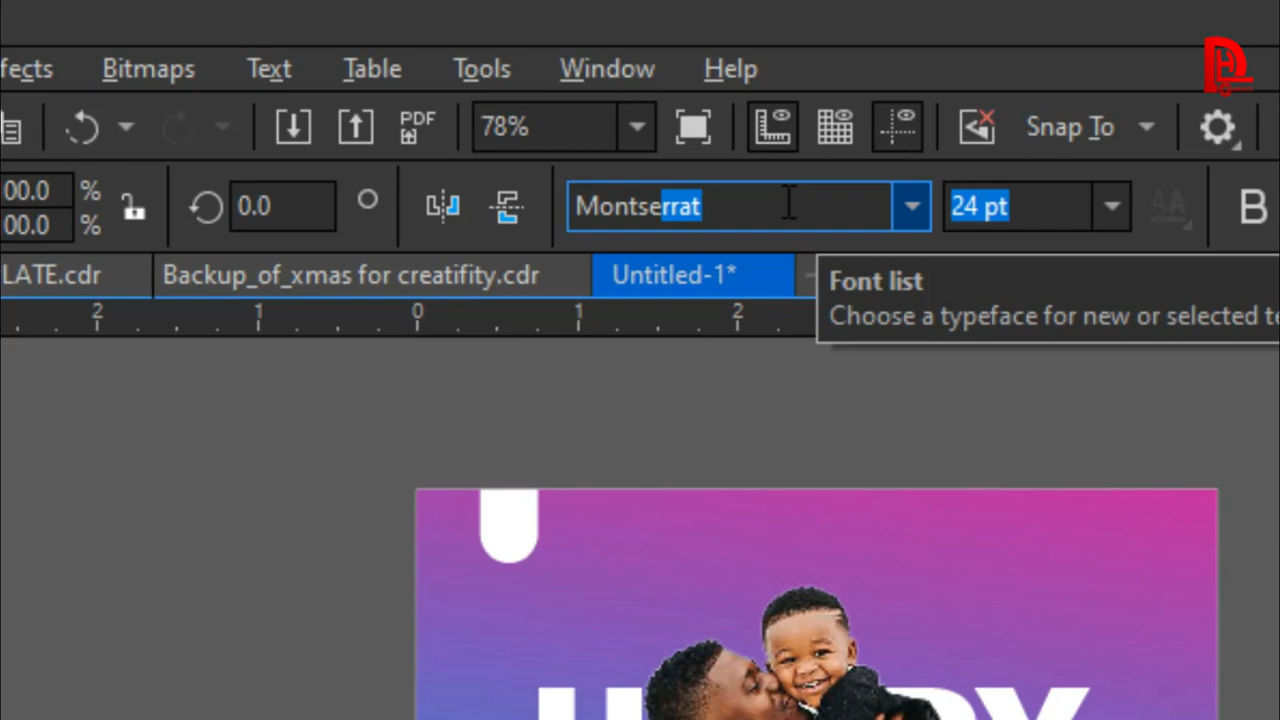 fects Bitmaps Text Table Tools Window Help
PDF 78% Snap To
00.0 % 0.0 Montserrat 24 pt B
00.0 %
LATE.cdr Backup_of_xmas for creatifity.cdr Untitled-1*
Font list
Choose a typeface for new or selected te
2 1 0 1 2